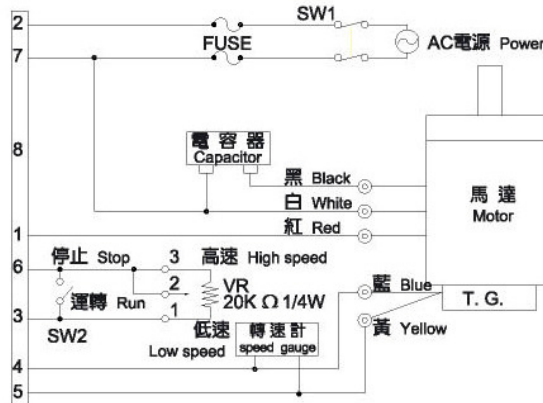 2
SW1
FUSE
AC電源 Power
7
8
電容器
Capacitor
黑 Black
白 White
馬達
Motor
1
紅 Red
6
停止 Stop
3
高速 High speed
2
運轉 Run
VR
20K Ω 1/4W
藍 Blue
T. G.
3
SW2
1
低速
Low speed
轉速計
speed gauge
黃 Yellow
4
5